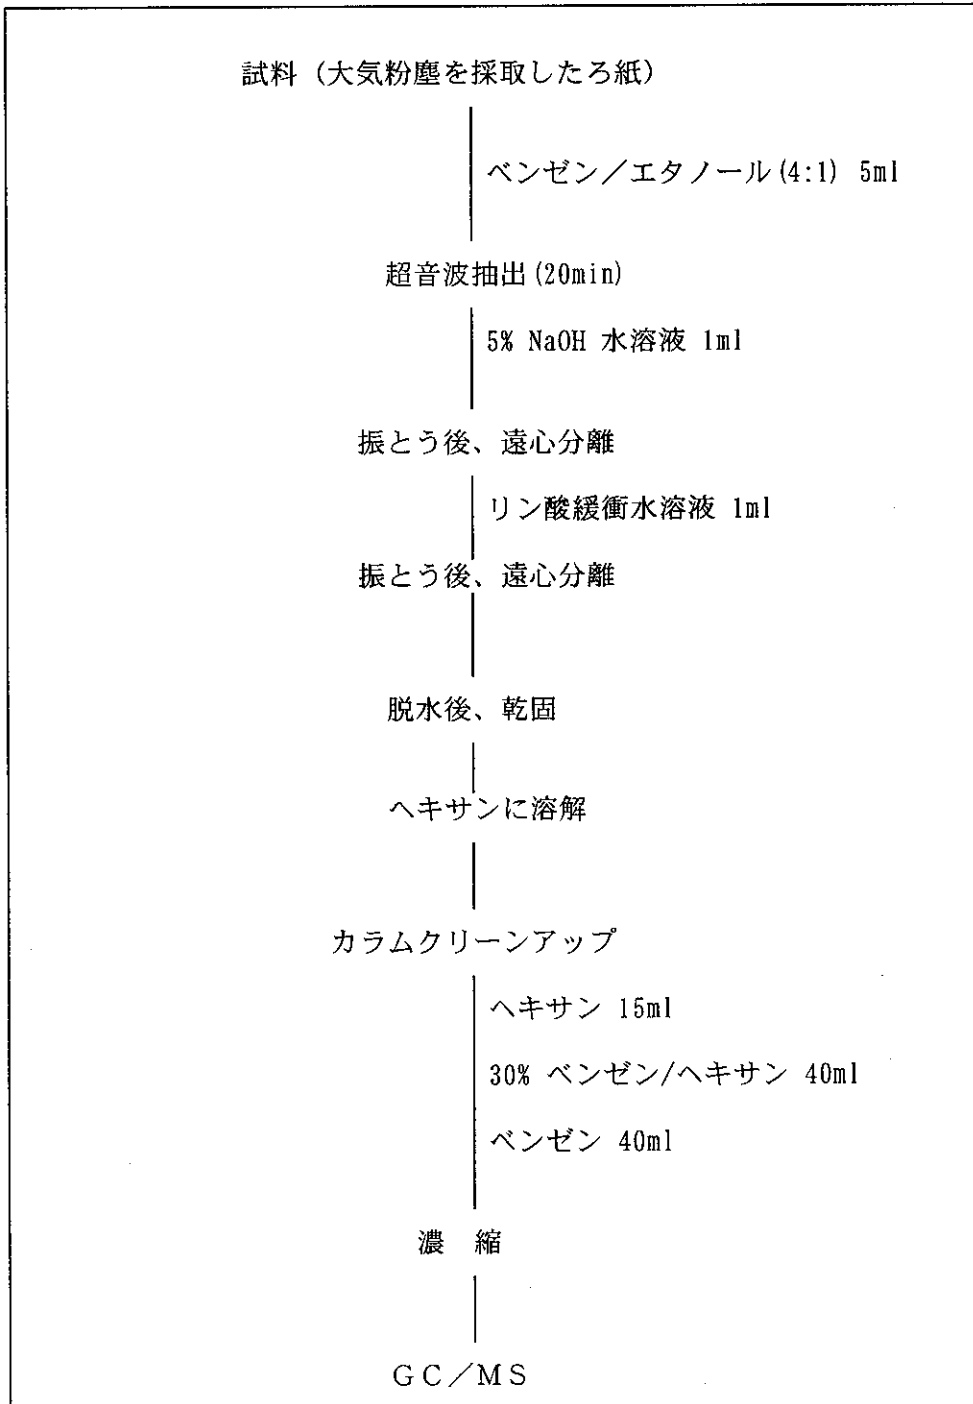 試料（大気粉塵を採取したろ紙）
ベンゼン／エタノール(4:1) 5ml
超音波抽出(20min)
5% NaOH 水溶液 1ml
振とう後、遠心分離
リン酸緩衝水溶液 1ml
振とう後、遠心分離
脱水後、乾固
ヘキサンに溶解
カラムクリーンアップ
ヘキサン 15ml
30% ベンゼン/ヘキサン 40ml
ベンゼン 40ml
濃　縮
ＧＣ／ＭＳ